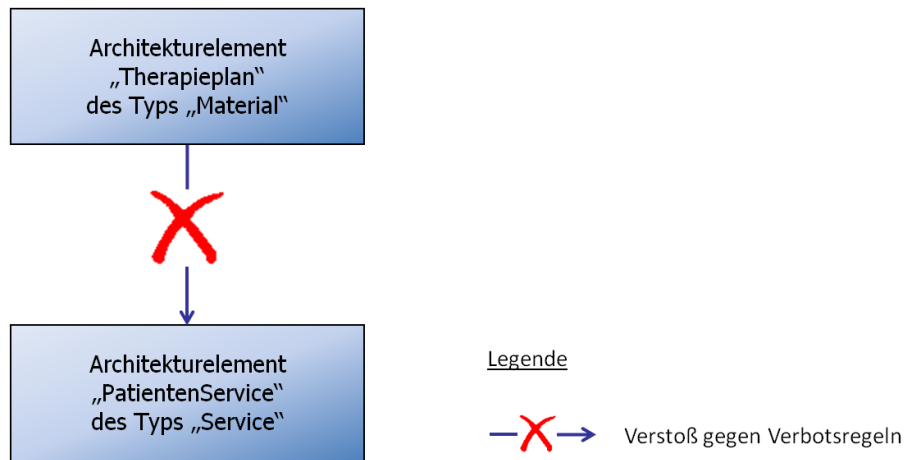 Architekturelement
„Therapieplan“
des Typs „Material“
Architekturelement
„PatientenService“
des Typs „Service“
Legende
Verstoß gegen Verbotsregeln